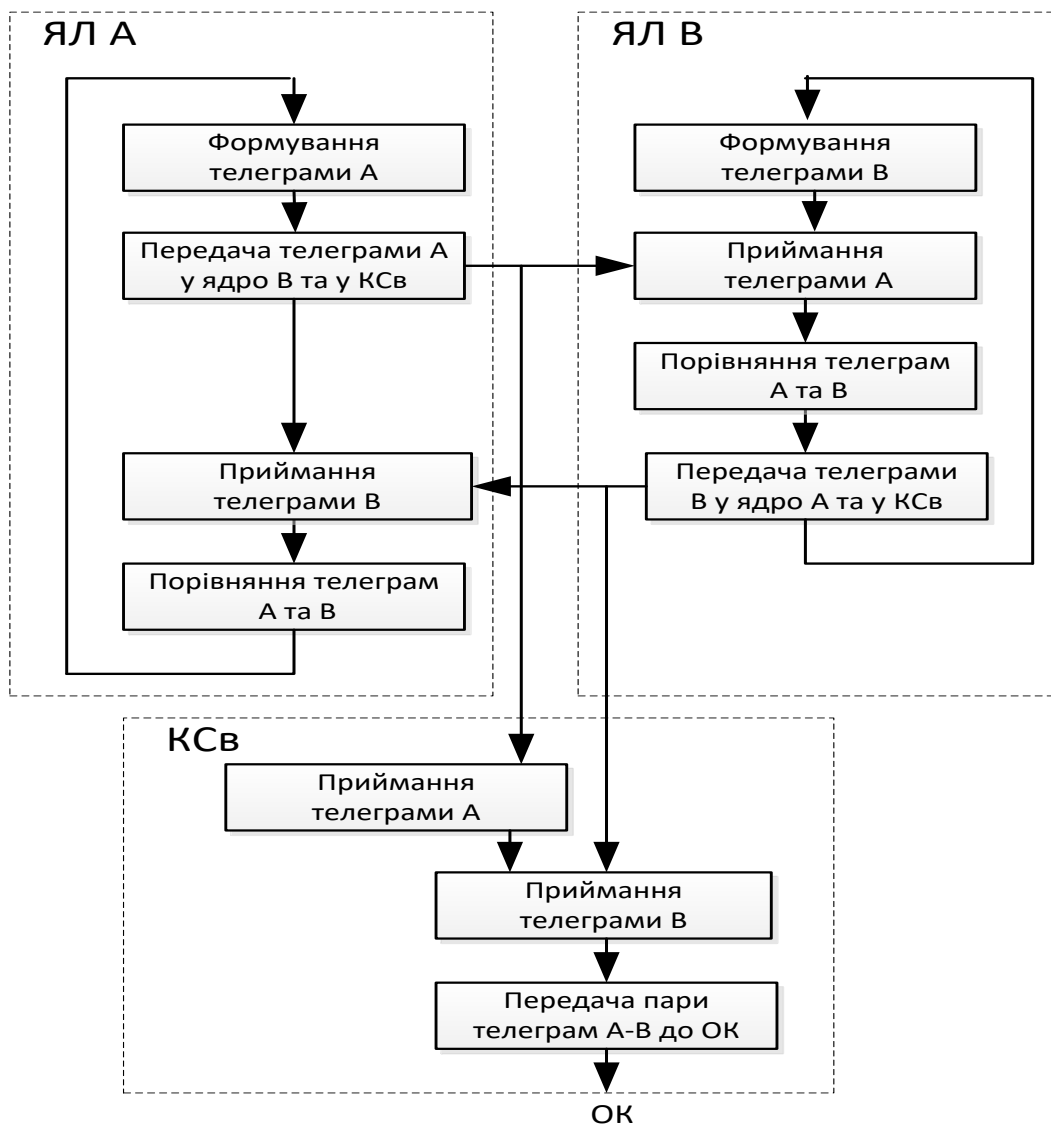 ЯЛ А
Формування
телеграми А
Передача телеграми А
у ядро В та у КСв
Приймання
телеграми В
Порівняння телеграм
А та В
ЯЛ В
Формування
телеграми В
Приймання
телеграми А
Порівняння телеграм
А та В
Передача телеграми
В у ядро А та у КСв
КСв
Приймання
телеграми А
Приймання
телеграми В
Передача пари
телеграм А-В до ОК
ОК